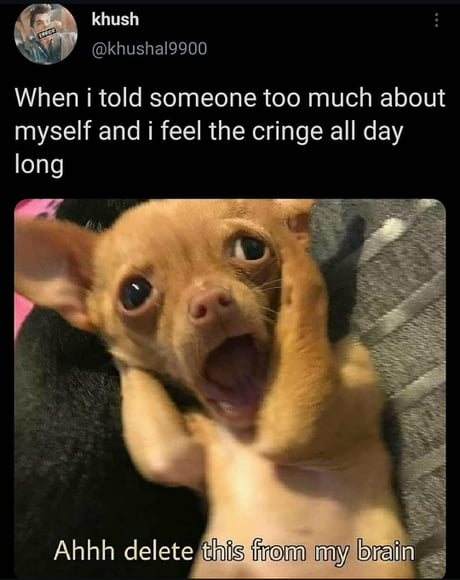 khush
@khushal9900
When i told someone too much about
myself and i feel the cringe all day
long
Ahhh delete this from my brain